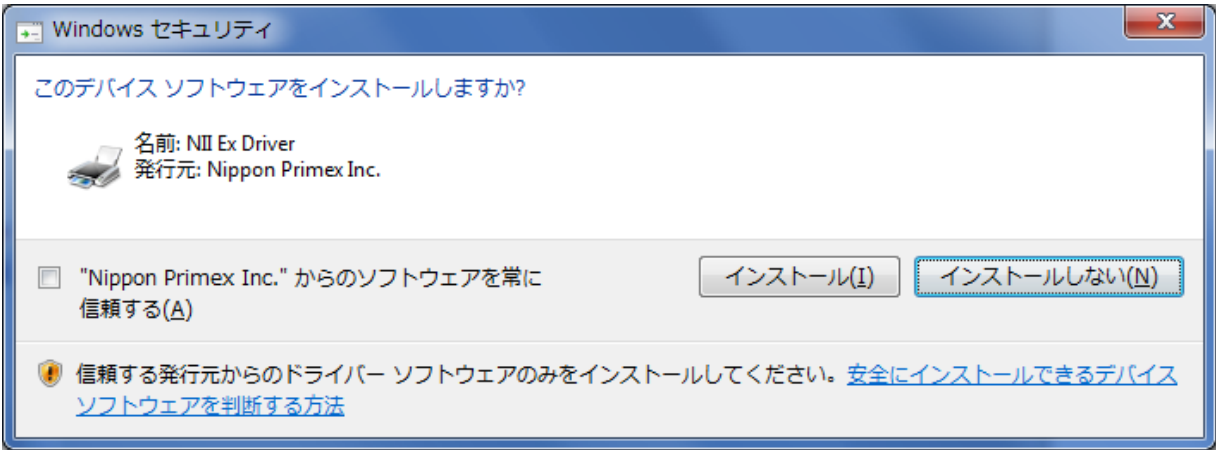 Windows セキュリティ
このデバイス ソフトウェアをインストールしますか?
名前: NII Ex Driver
発行元: Nippon Primex Inc.
"Nippon Primex Inc." からのソフトウェアを常に
信頼する(A)
インストール(I)
インストールしない(N)
信頼する発行元からのドライバー ソフトウェアのみをインストールしてください。安全にインストールできるデバイス
ソフトウェアを判断する方法